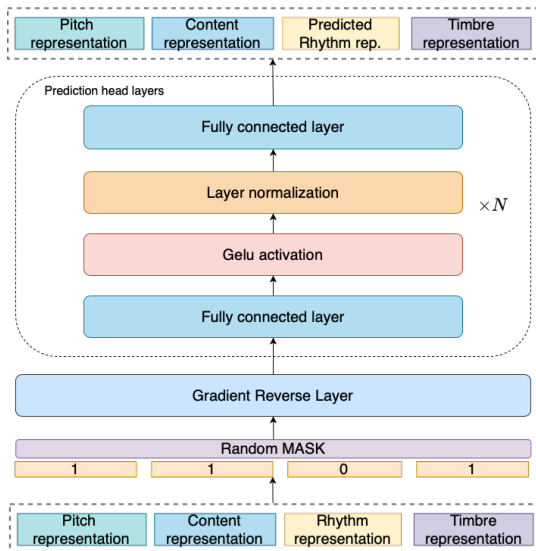 Pitch representation
Content representation
Predicted Rhythm rep.
Timbre representation
Prediction head layers
Fully connected layer
Layer normalization
×N
Gelu activation
Fully connected layer
Gradient Reverse Layer
Random MASK
1 1 0 1
Pitch representation
Content representation
Rhythm representation
Timbre representation